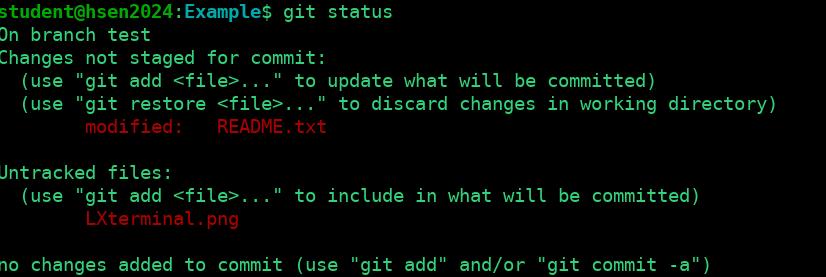 student@hsen2024:Example$ git status
On branch test
Changes not staged for commit:
  (use "git add <file>..." to update what will be committed)
  (use "git restore <file>..." to discard changes in working directory)
        modified:   README.txt

Untracked files:
  (use "git add <file>..." to include in what will be committed)
        LXterminal.png

no changes added to commit (use "git add" and/or "git commit -a")